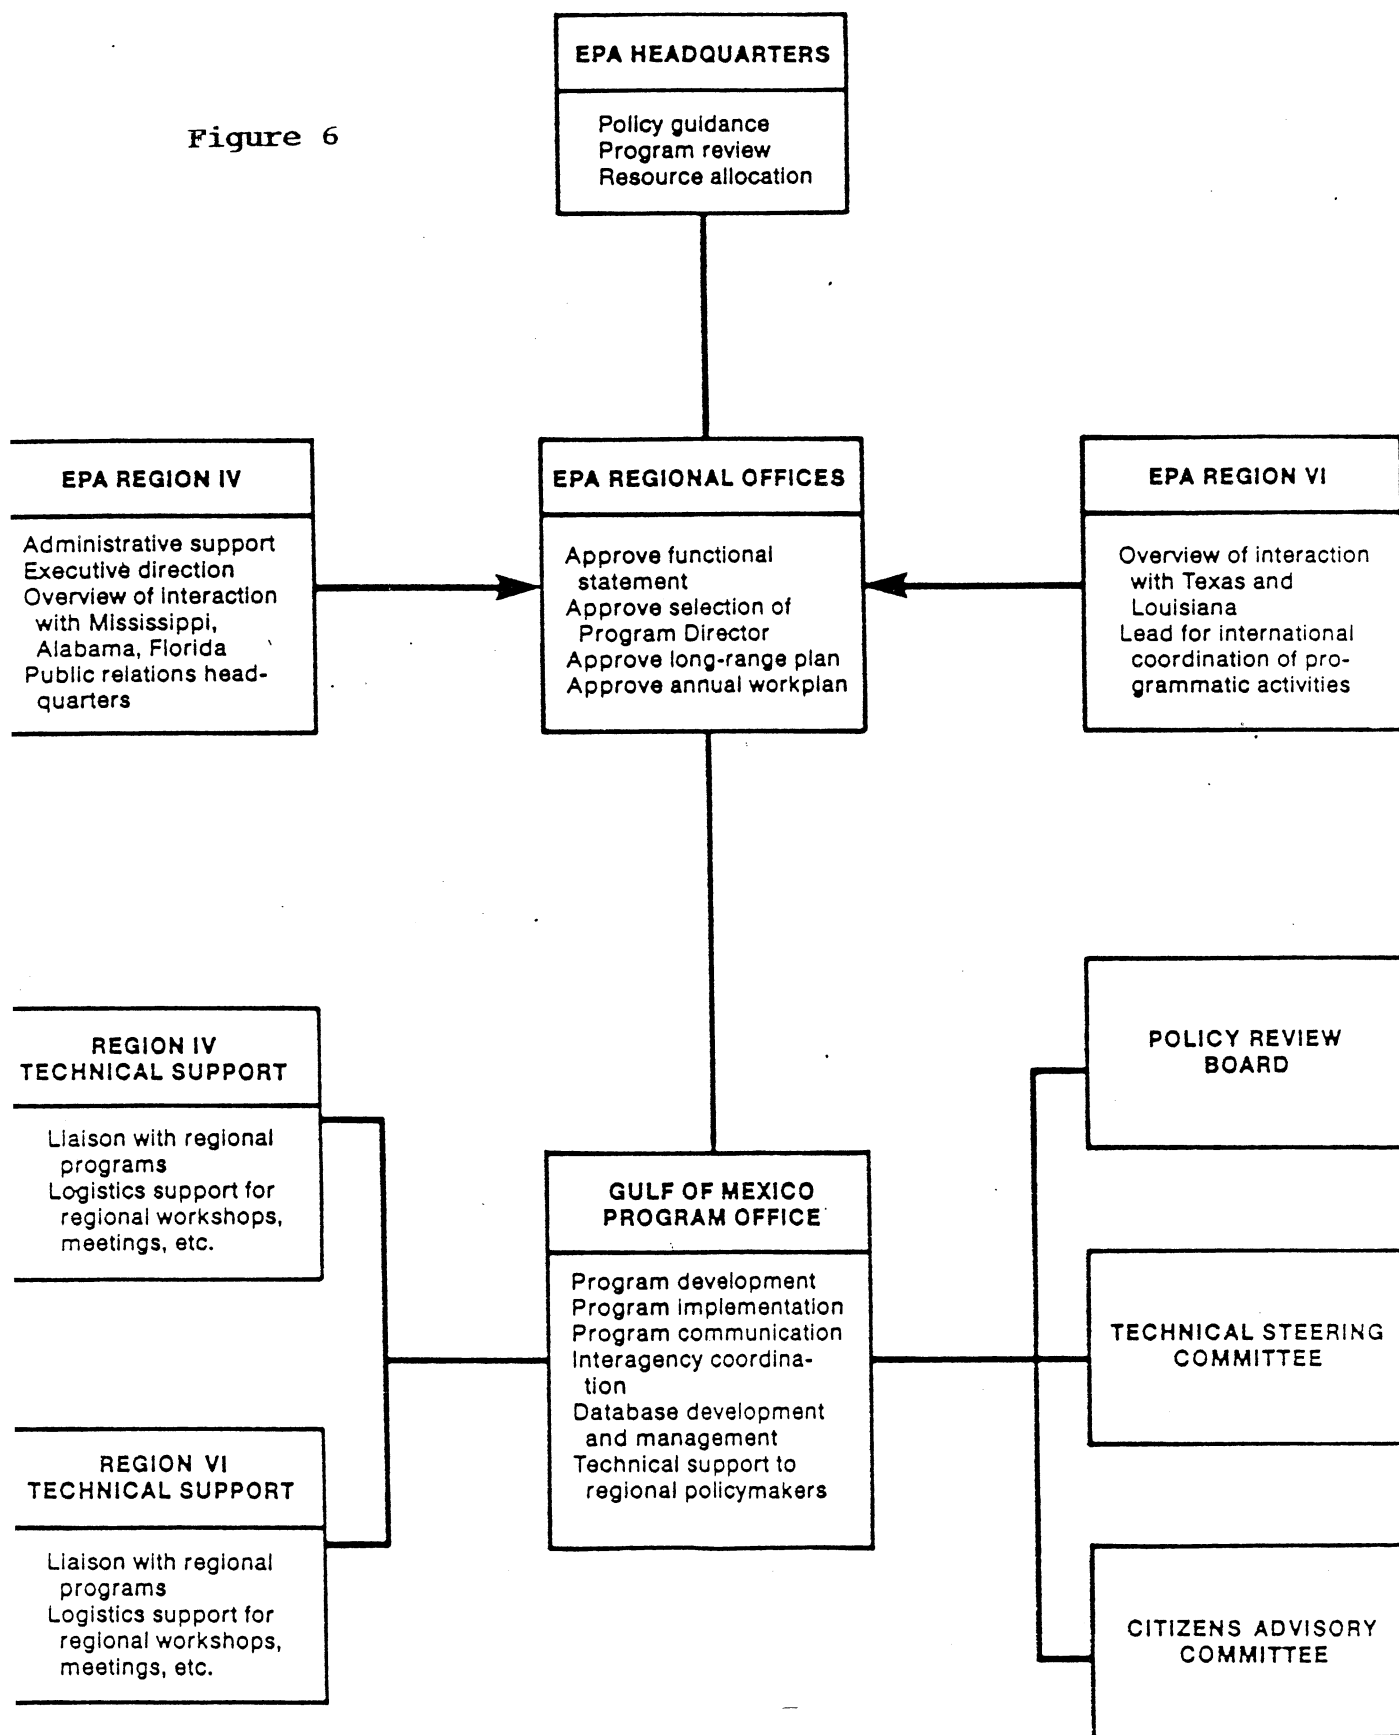 EPA HEADQUARTERS
Policy guidance
Program review
Resource allocation
Figure 6
EPA REGION IV
Administrative support
Executive direction
Overview of interaction
with Mississippi,
Alabama, Florida
Public relations head-
quarters
EPA REGIONAL OFFICES
Approve functional
statement
Approve selection of
Program Director
Approve long-range plan
Approve annual workplan
EPA REGION VI
Overview of interaction
with Texas and
Louisiana
Lead for international
coordination of pro-
grammatic activities
REGION IV
TECHNICAL SUPPORT
Liaison with regional
programs
Logistics support for
regional workshops,
meetings, etc.
REGION VI
TECHNICAL SUPPORT
Liaison with regional
programs
Logistics support for
regional workshops,
meetings, etc.
GULF OF MEXICO
PROGRAM OFFICE
Program development
Program implementation
Program communication
Interagency coordina-
tion
Database development
and management
Technical support to
regional policymakers
POLICY REVIEW
BOARD
TECHNICAL STEERING
COMMITTEE
CITIZENS ADVISORY
COMMITTEE